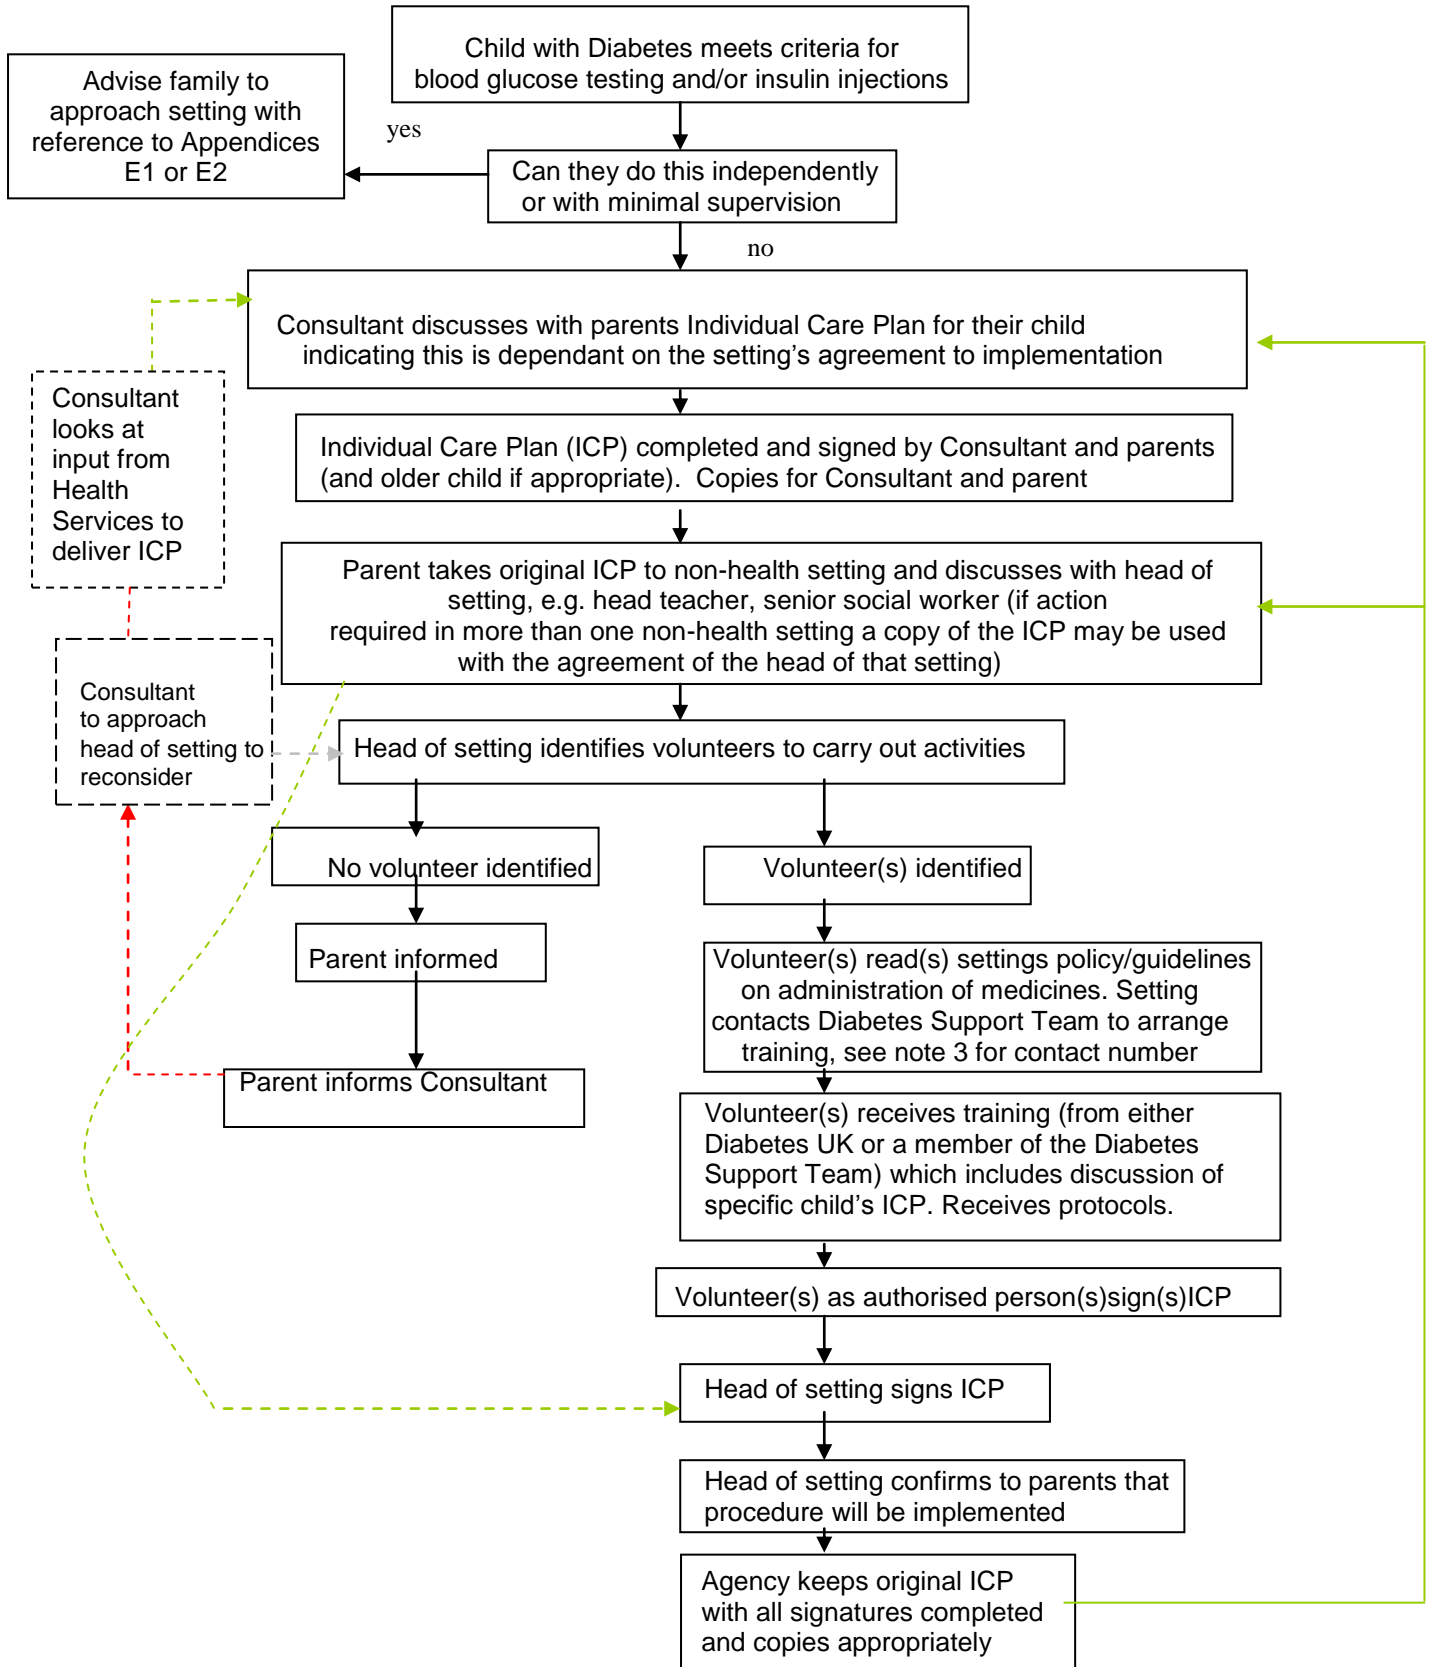 Child with Diabetes meets criteria for
blood glucose testing and/or insulin injections
Advise family to
approach setting with
reference to Appendices
E1 or E2
yes
Can they do this independently
or with minimal supervision
no
Consultant discusses with parents Individual Care Plan for their child
indicating this is dependant on the setting's agreement to implementation
Consultant
looks at
input from
Health
Services to
deliver ICP
Individual Care Plan (ICP) completed and signed by Consultant and parents
(and older child if appropriate).  Copies for Consultant and parent
Parent takes original ICP to non-health setting and discusses with head of
setting, e.g. head teacher, senior social worker (if action
required in more than one non-health setting a copy of the ICP may be used
with the agreement of the head of that setting)
Consultant
to approach
head of setting to
reconsider
Head of setting identifies volunteers to carry out activities
No volunteer identified
Volunteer(s) identified
Parent informed
Volunteer(s) read(s) settings policy/guidelines
on administration of medicines. Setting
contacts Diabetes Support Team to arrange
training, see note 3 for contact number
Parent informs Consultant
Volunteer(s) receives training (from either
Diabetes UK or a member of the Diabetes
Support Team) which includes discussion of
specific child's ICP. Receives protocols.
Volunteer(s) as authorised person(s)sign(s)ICP
Head of setting signs ICP
Head of setting confirms to parents that
procedure will be implemented
Agency keeps original ICP
with all signatures completed
and copies appropriately